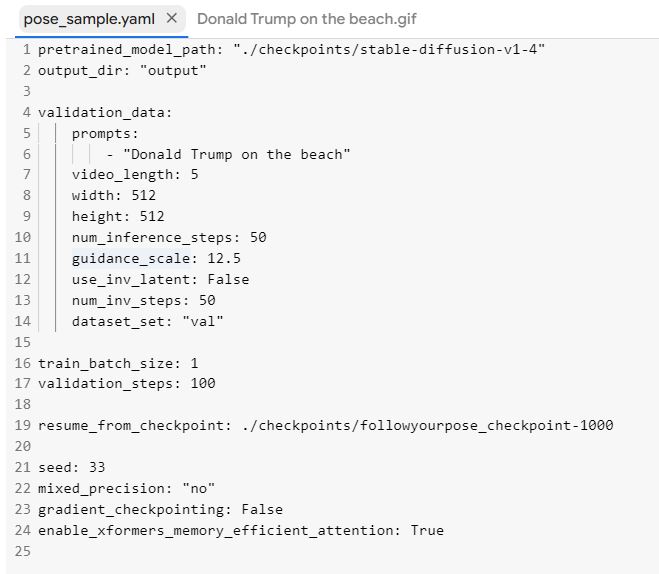 pose_sample.yaml × Donald Trump on the beach.gif
1 pretrained_model_path: "./checkpoints/stable-diffusion-v1-4"
2 output_dir: "output"
3
4 validation_data:
5     prompts:
6         - "Donald Trump on the beach"
7     video_length: 5
8     width: 512
9     height: 512
10     num_inference_steps: 50
11     guidance_scale: 12.5
12     use_inv_latent: False
13     num_inv_steps: 50
14     dataset_set: "val"
15
16 train_batch_size: 1
17 validation_steps: 100
18
19 resume_from_checkpoint: ./checkpoints/followyourpose_checkpoint-1000
20
21 seed: 33
22 mixed_precision: "no"
23 gradient_checkpointing: False
24 enable_xformers_memory_efficient_attention: True
25